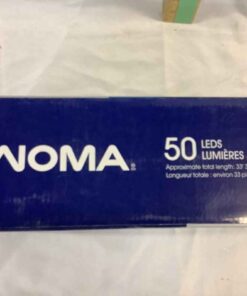 NOMA
50 LEDS
LUMIÈRES
Approximate total length: 33'
Longueur totale: environ 33